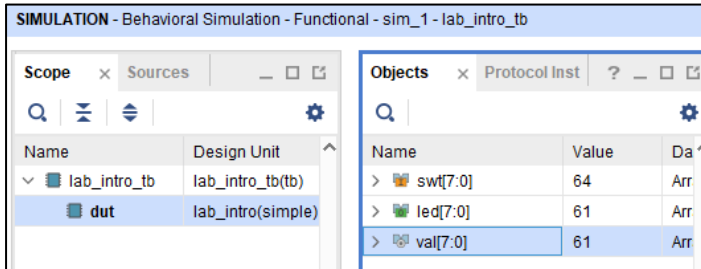 SIMULATION - Behavioral Simulation - Functional - sim_1 - lab_intro_tb
Scope × Sources
Name Design Unit
lab_intro_tb lab_intro_tb(tb)
dut lab_intro(simple)
Objects × Protocol Inst ?
Name Value Da
swt[7:0] 64 Arr
led[7:0] 61 Arr
val[7:0] 61 Arr